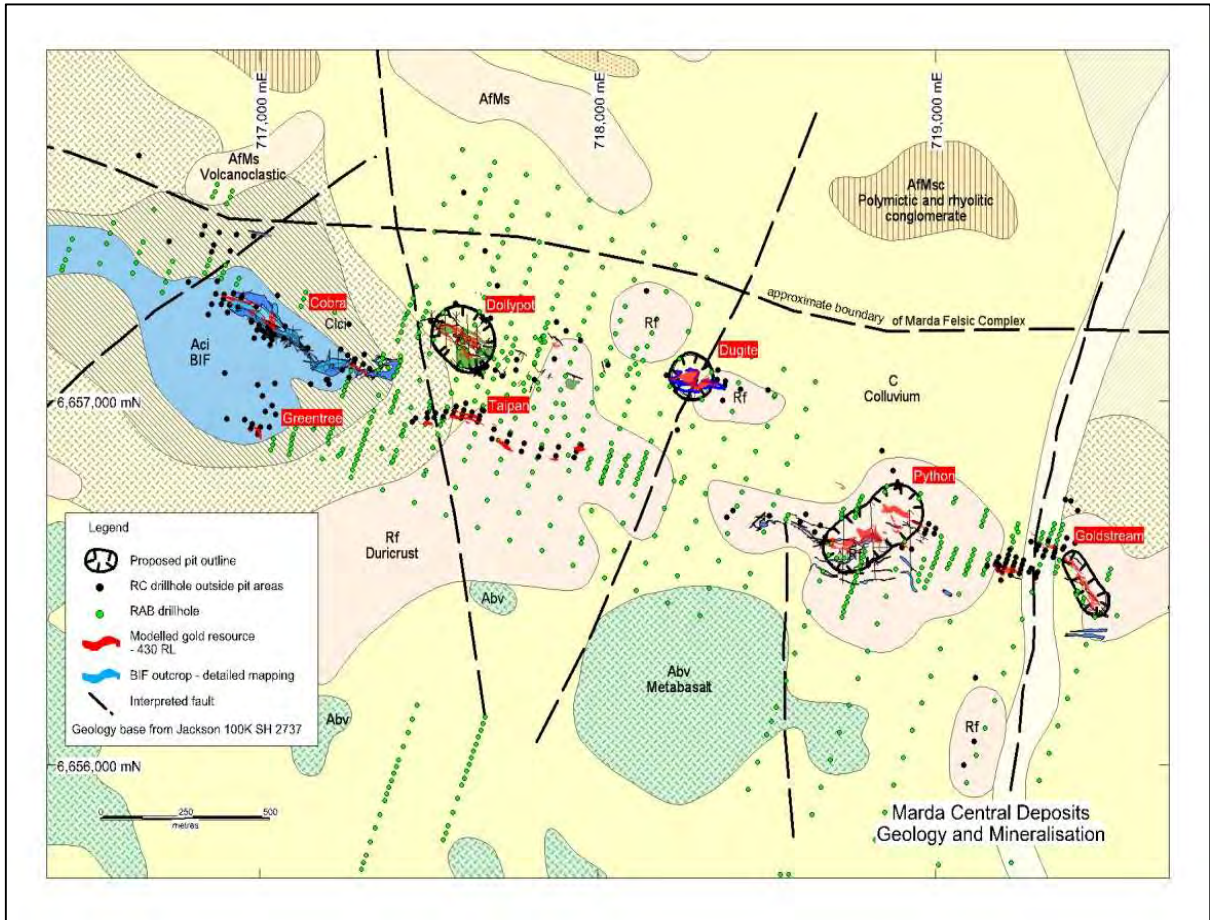 717,000 mE
718,000 mE
719,000 mE
AfMs
AfMs
Volcanoclastic
AfMsc
Polymictic and rhyolitic
conglomerate
approximate boundary of Marda Felsic Complex
Cobra
Clci
Dollypot
Rf
Aci
BIF
Dugite
C
Colluvium
6,657,000 mN
Greentree
Taipan
Rf
Python
Rf
Duricrust
Goldstream
Legend
Proposed pit outline
RC drillhole outside pit areas
RAB drillhole
Modelled gold resource
- 430 RL
BIF outcrop - detailed mapping
Interpreted fault
Geology base from Jackson 100K SH 2737
Abv
Abv
Metabasalt
Abv
Rf
6,656,000 mN
0 250 500
metres
Marda Central Deposits
Geology and Mineralisation